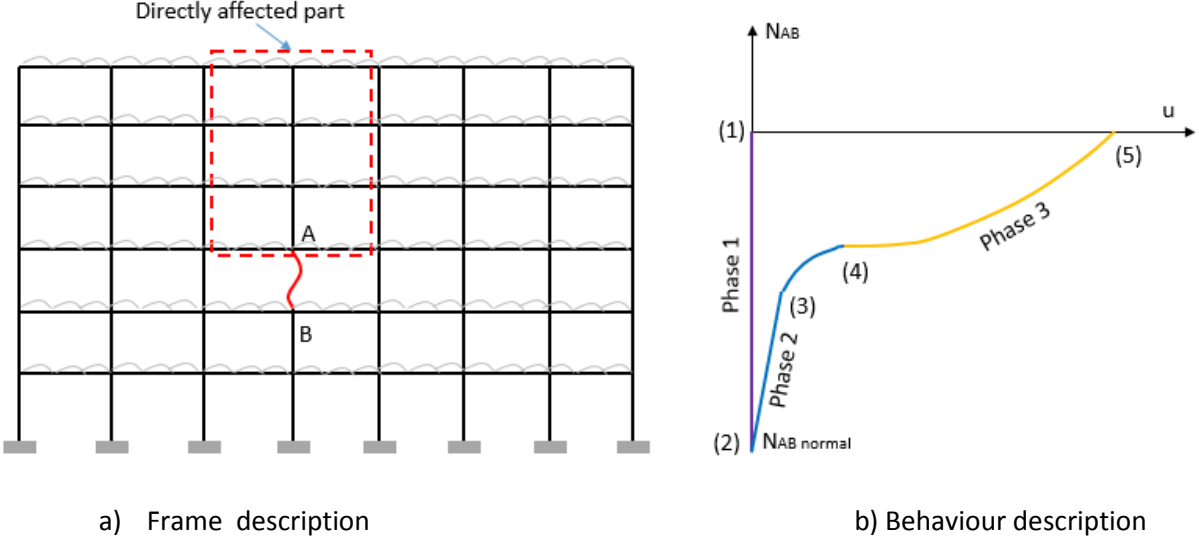 Directly affected part
A
B
a) Frame description
NAB
u
(1)
(5)
Phase 3
(4)
Phase 1
(3)
Phase 2
(2) NAB normal
b) Behaviour description